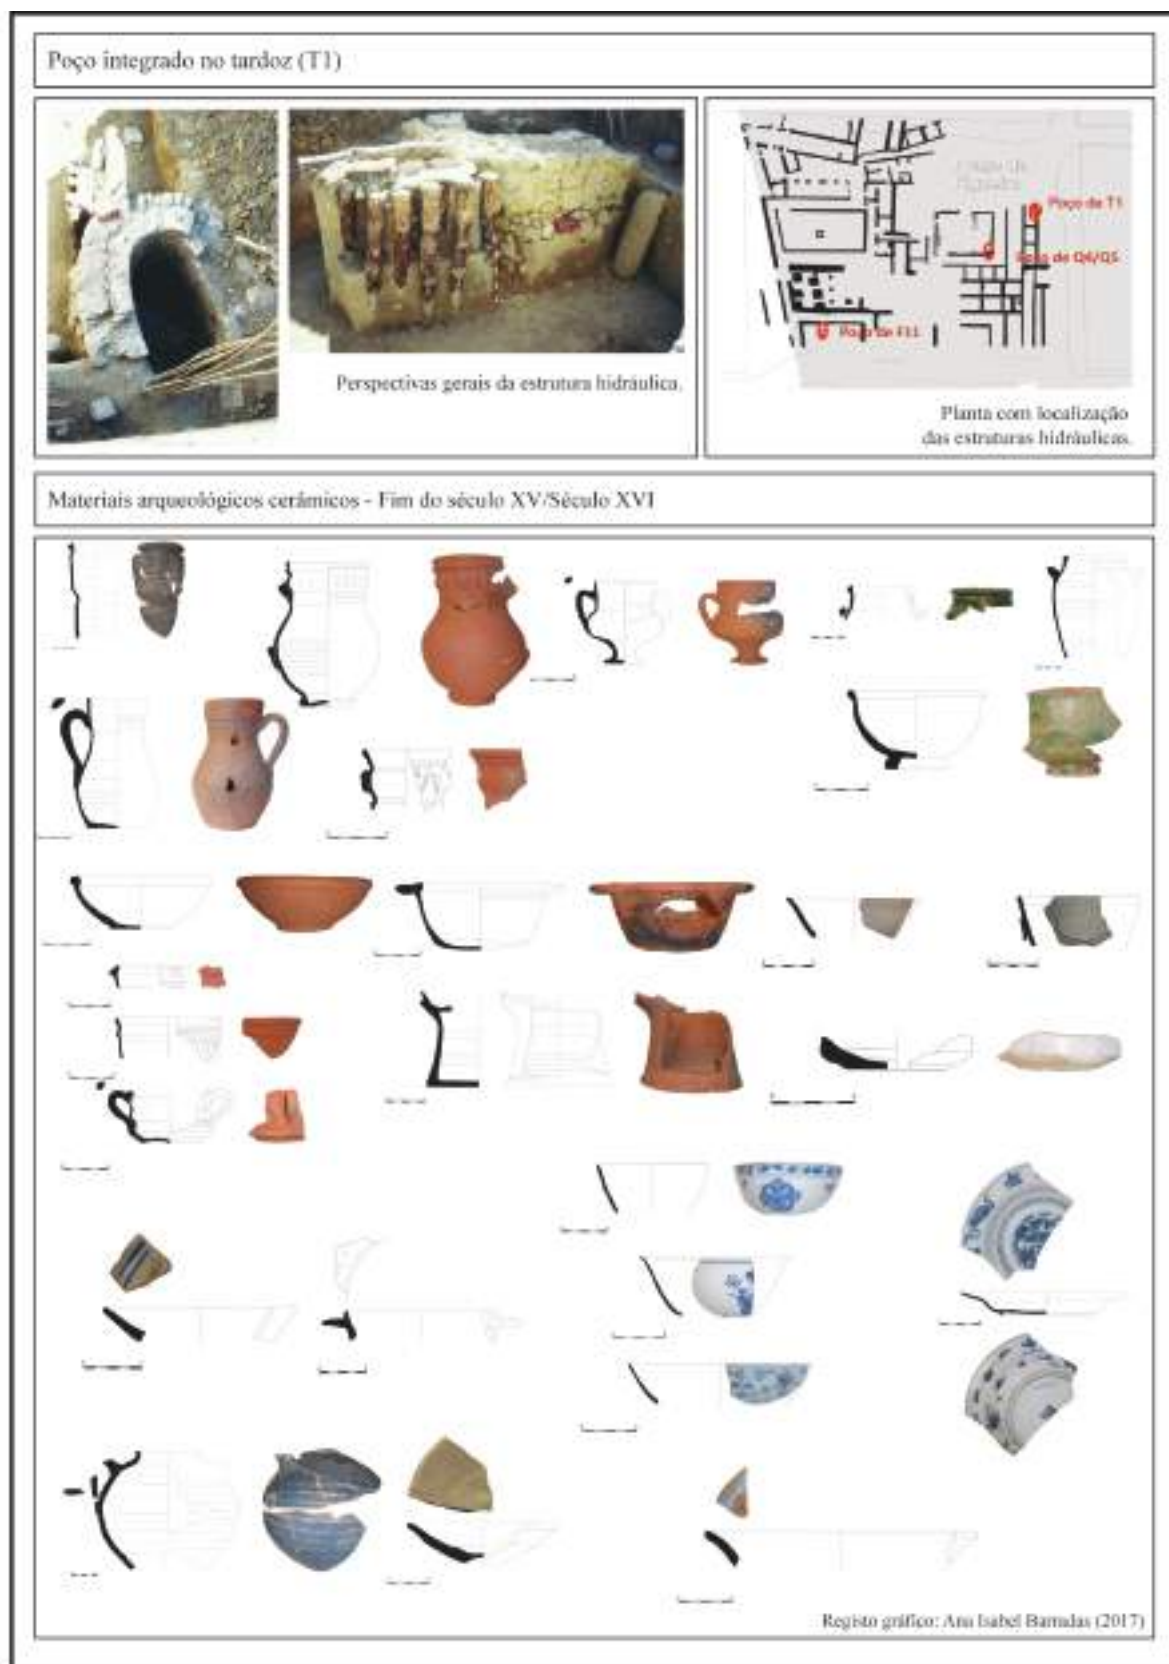 Poço integrado no tardoz (T1)
Perspectivas gerais da estrutura hidráulica.
Poço de T1
de Q4/Q5
Poço de F11
Planta com localização
das estruturas hidráulicas.
Materiais arqueológicos cerâmicos - Fim do século XV/Século XVI
Registo gráfico: Ana Isabel Barradas (2017)